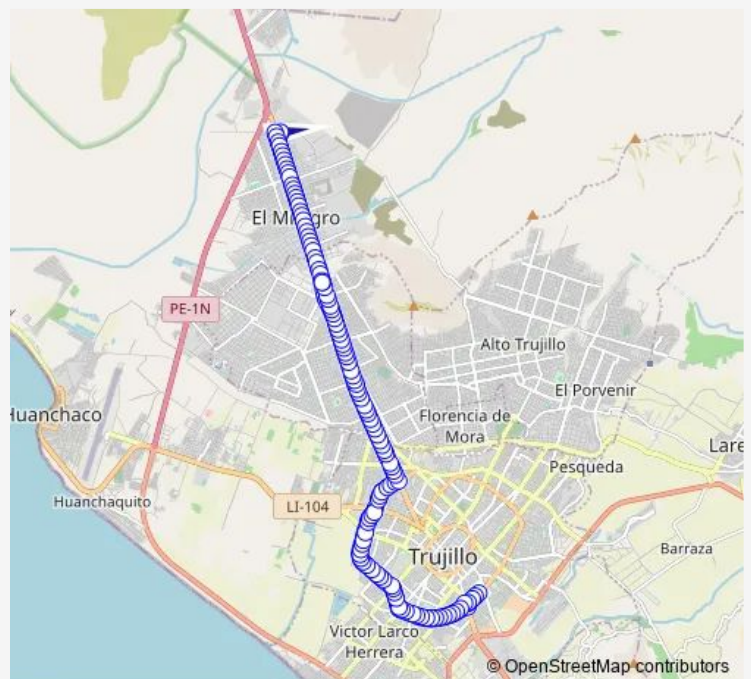 El Milagro
PE-1N
Alto Trujillo
El Porvenir
Huanchaco
Florencia de
Mora
Lare
Pesqueda
Huanchaquito
LI-104
Trujillo
Barraza
Victor Larco
Herrera
© OpenStreetMap contributors